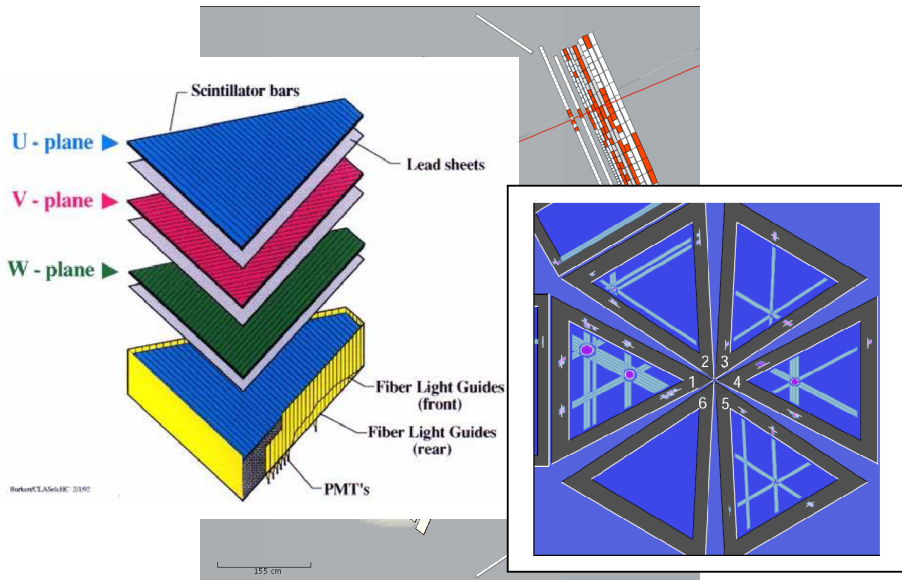 Scintillator bars
U - plane
Lead sheets
V - plane
W - plane
Fiber Light Guides
(front)
Fiber Light Guides
(rear)
PMT's
2 3
1 4
6 5
155 cm